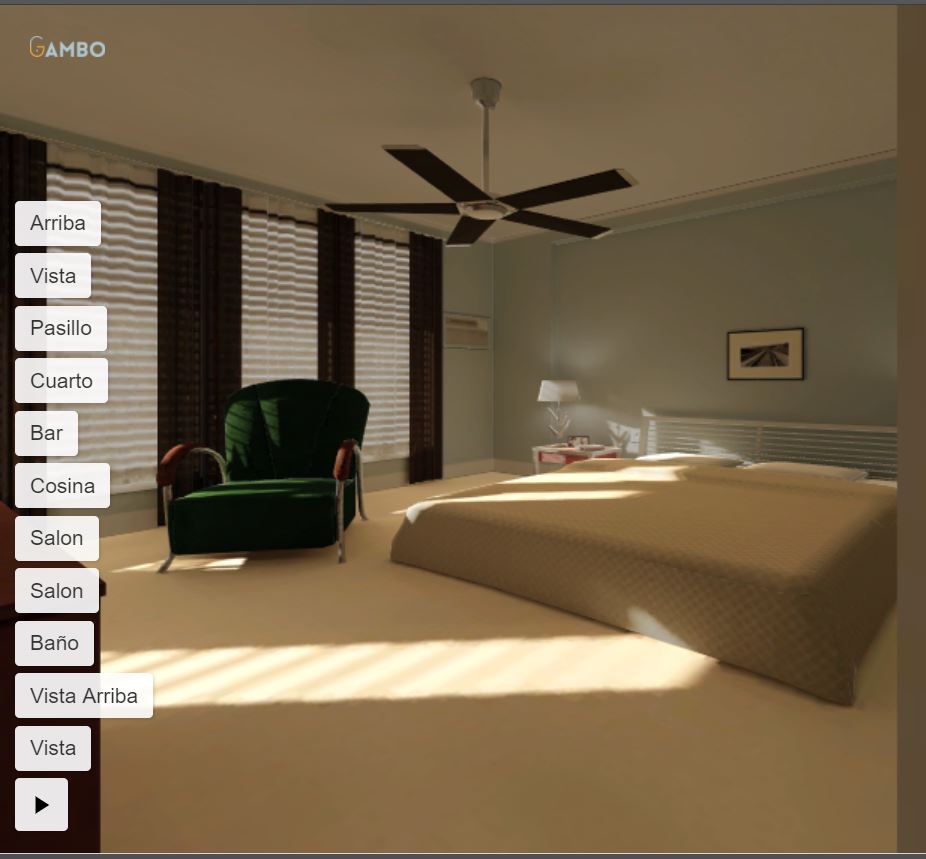 GAMBO
Arriba
Vista
Pasillo
Cuarto
Bar
Cosina
Salon
Salon
Baño
Vista Arriba
Vista